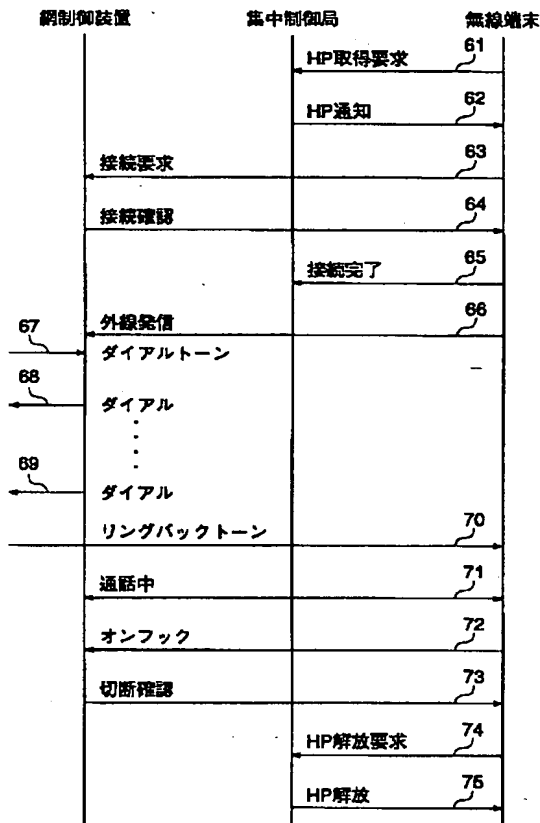 網制御装置 集中制御局 無線端末
HP取得要求 61
HP通知 62
接続要求 63
接続確認 64
接続完了 65
外線発信 66
67 ダイアルトーン
68 ダイアル
69 ダイアル
リングバックトーン 70
通話中 71
オンフック 72
切断確認 73
HP解放要求 74
HP解放 75